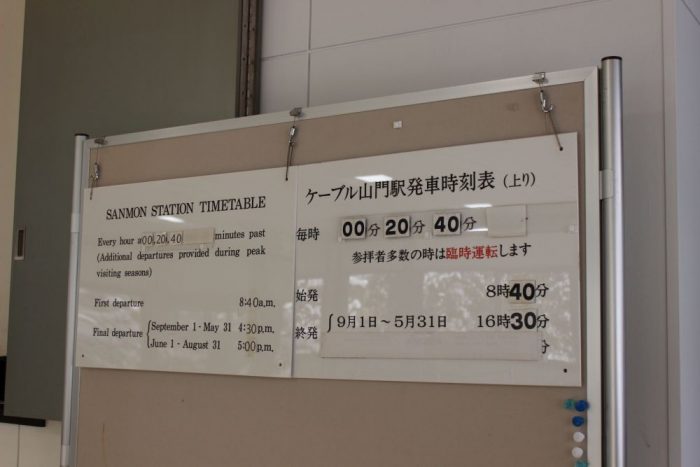 SANMON STATION TIMETABLE
Every hour a 00,20,40 minutes past
(Additional departures provided during peak
visiting seasons)
First departure 8:40a.m.
Final departure { September 1 - May 31 4:30p.m.
June 1 - August 31 5:00p.m.
ケーブル山門駅発車時刻表 (上り)
毎時 00分 20分 40分
参拝者多数の時は臨時運転します
始発 8時40分
終発 { 9月1日～5月31日 16時30分
分